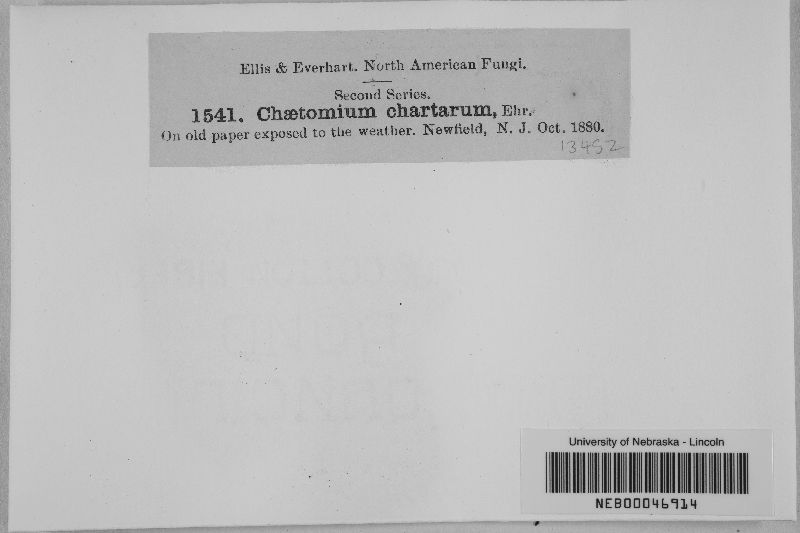 Ellis & Everhart. North American Fungi.
Second Series.
1541. Chætomium chartarum, Ehr.
On old paper exposed to the weather. Newfield, N. J. Oct. 1880.
13452
University of Nebraska - Lincoln
NEB00046914